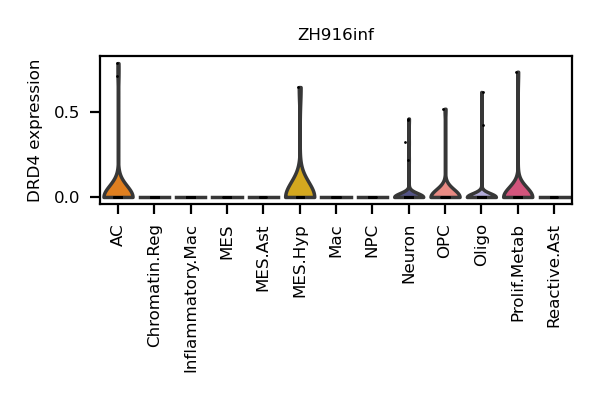 ZH916inf
DRD4 expression
0.5
0.0
AC
Chromatin.Reg
Inflammatory.Mac
MES
MES.Ast
MES.Hyp
Mac
NPC
Neuron
OPC
Oligo
Prolif.Metab
Reactive.Ast